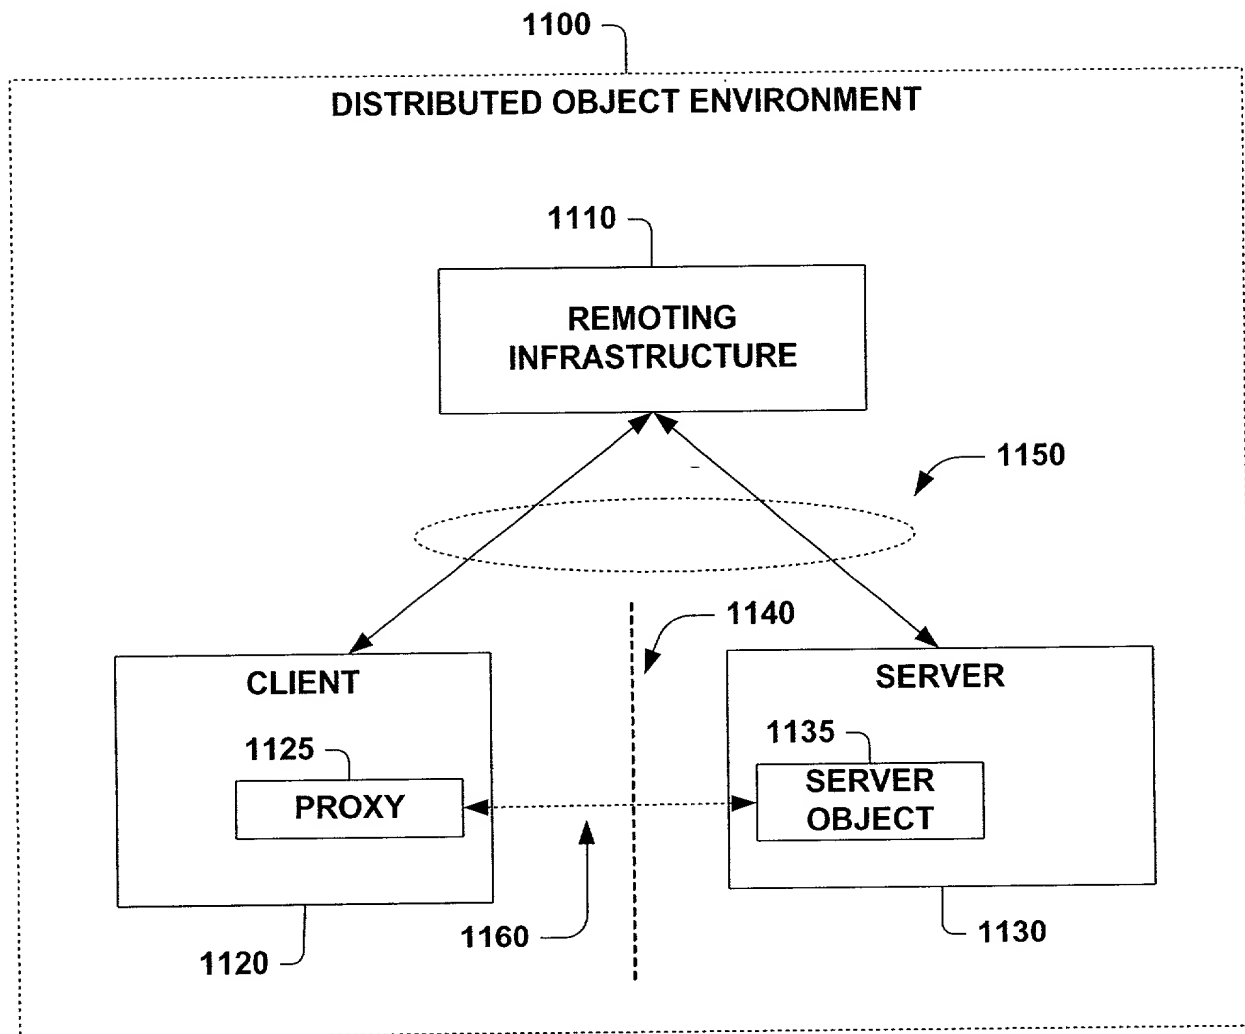 1100
DISTRIBUTED OBJECT ENVIRONMENT
1110
REMOTING
INFRASTRUCTURE
1150
1140
CLIENT
SERVER
1125
1135
PROXY
SERVER
OBJECT
1160
1120
1130